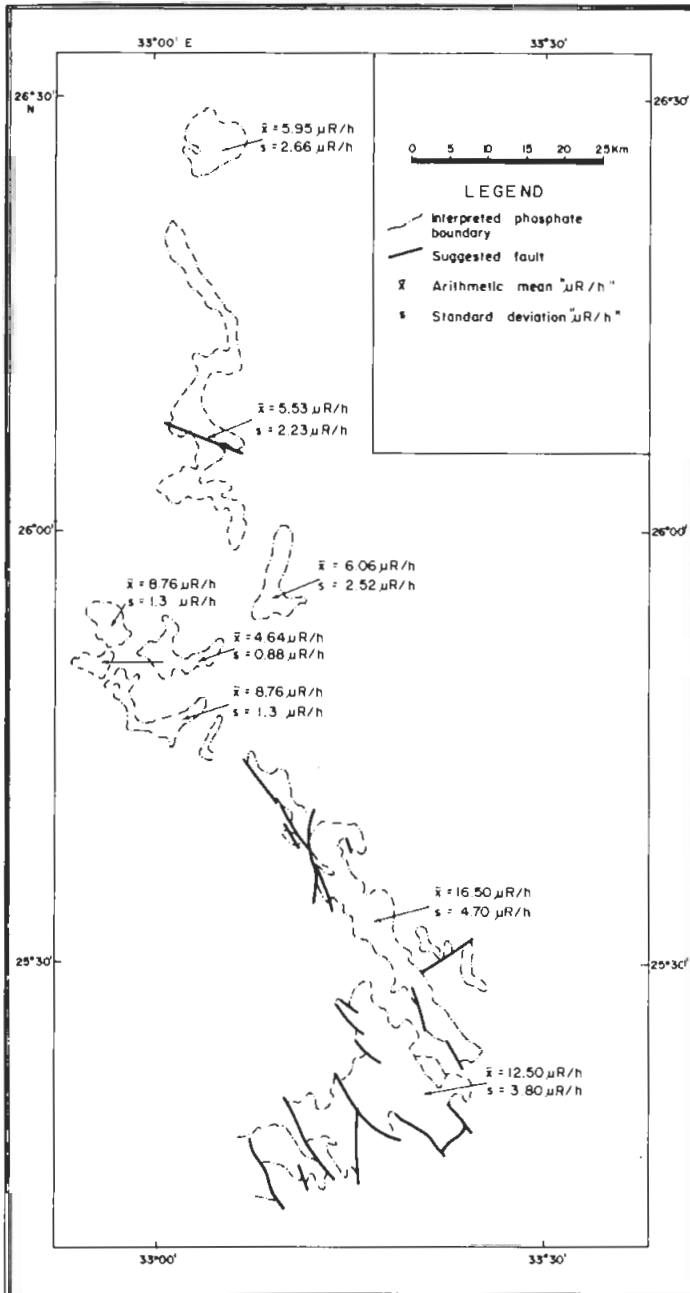 33°00' E
33°30'
26°30'
N
26°30'
x̄ = 5.95 µR/h
s = 2.66 µR/h
0 5 10 15 20 25Km
LEGEND
Interpreted phosphate
boundary
Suggested fault
x̄ Arithmetic mean "µR/h"
s Standard deviation "µR/h"
x̄ = 5.53 µR/h
s = 2.23 µR/h
26°00'
26°00'
x̄ = 6.06 µR/h
s = 2.52 µR/h
x̄ = 8.76 µR/h
s = 1.3 µR/h
x̄ = 4.64 µR/h
s = 0.88 µR/h
x̄ = 8.76 µR/h
s = 1.3 µR/h
x̄ = 16.50 µR/h
s = 4.70 µR/h
25°30'
25°30'
x̄ = 12.50 µR/h
s = 3.80 µR/h
33°00'
33°30'